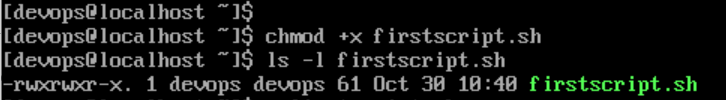 [devops@localhost ~]$
[devops@localhost ~]$ chmod +x firstscript.sh
[devops@localhost ~]$ ls -l firstscript.sh
-rwxrwxr-x. 1 devops devops 61 Oct 30 10:40 firstscript.sh